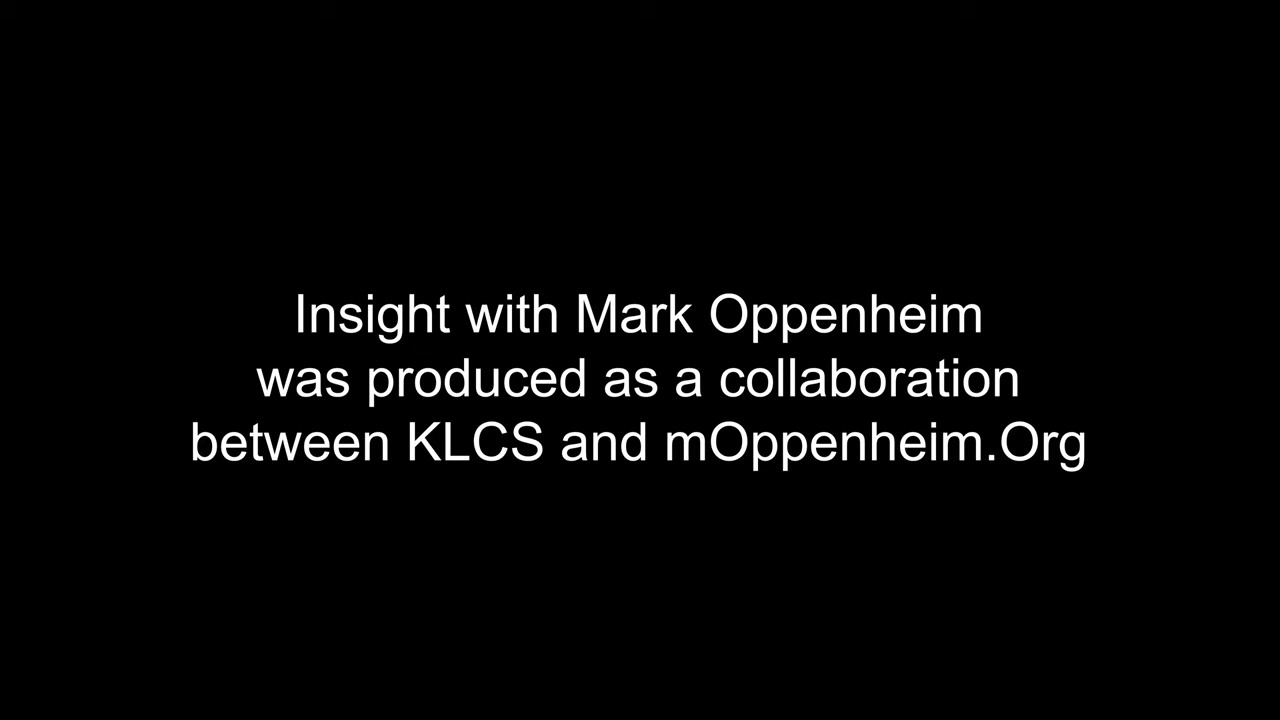 Insight with Mark Oppenheim
was produced as a collaboration
between KLCS and mOppenheim.Org